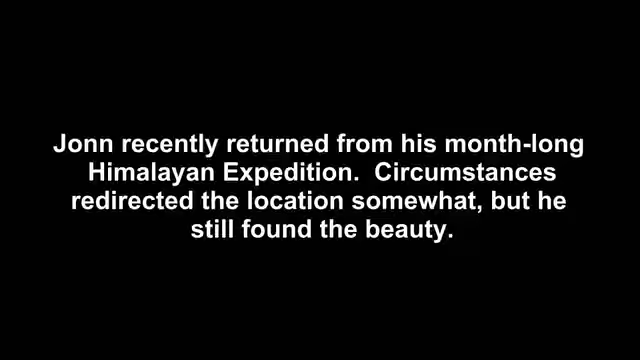 Jonn recently returned from his month-long
Himalayan Expedition.  Circumstances
redirected the location somewhat, but he
still found the beauty.